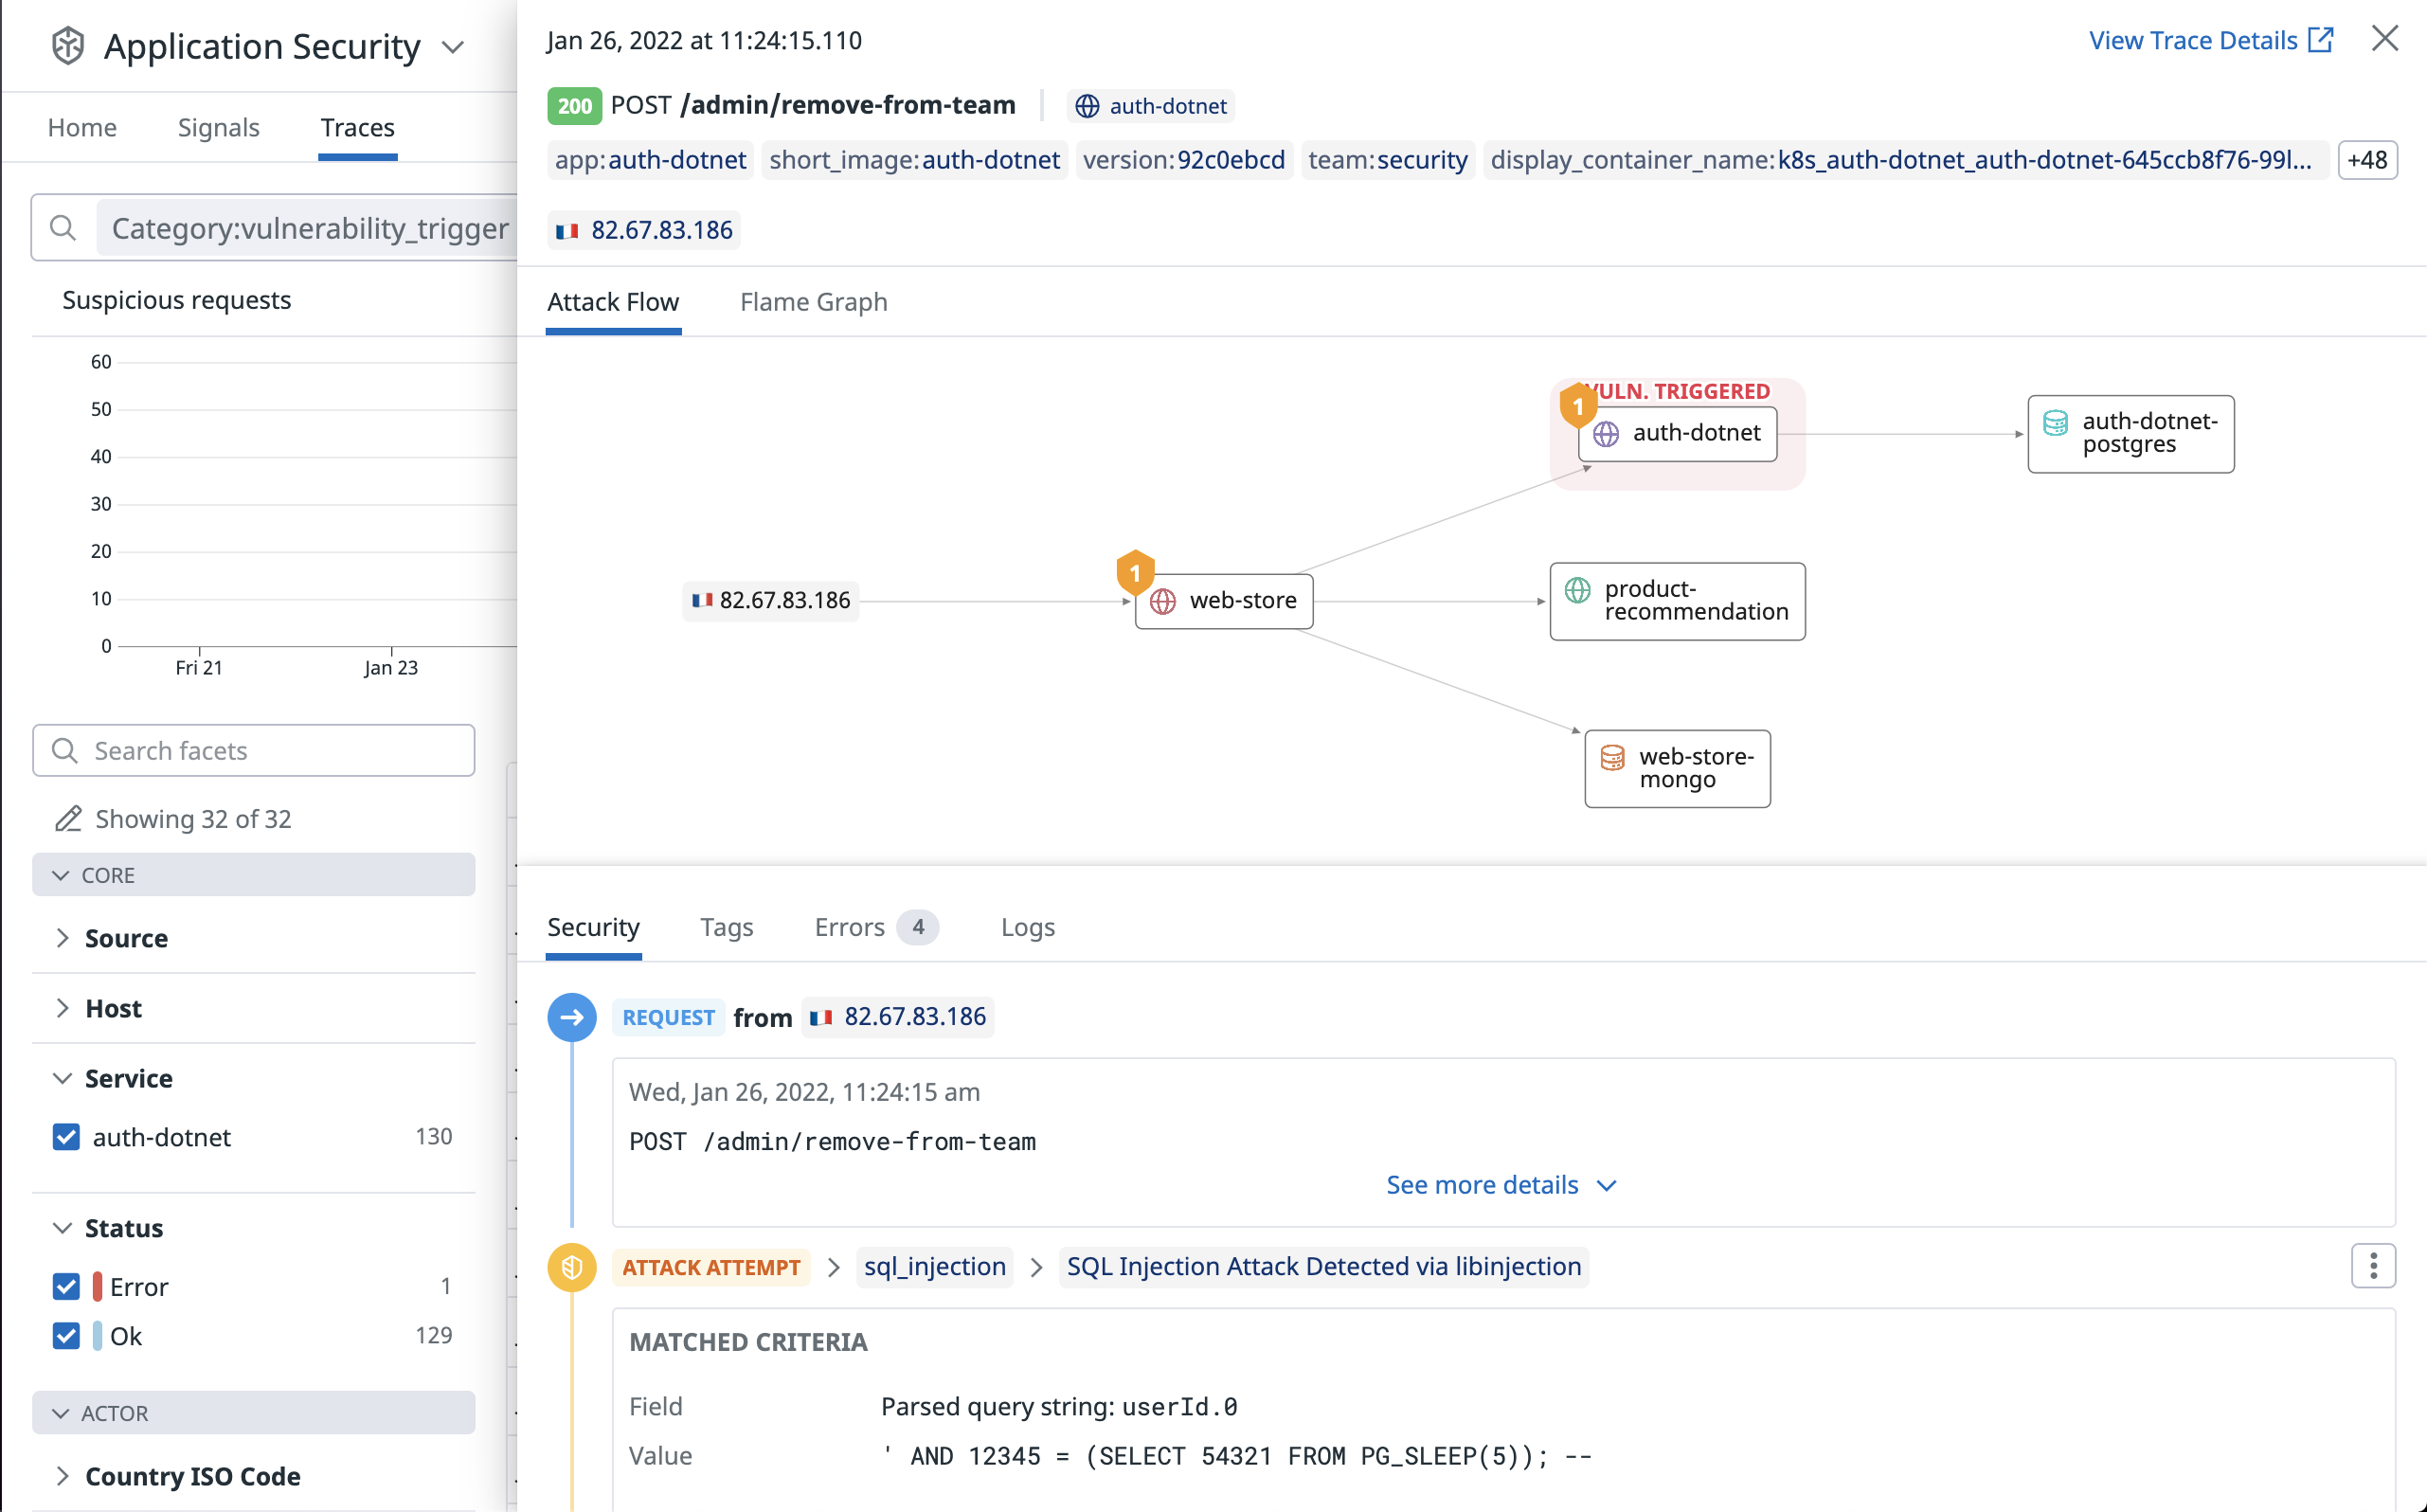 Application Security
Home Signals Traces
Category:vulnerability_trigger
Suspicious requests
60
50
40
30
20
10
0
Fri 21 Jan 23
Search facets
Showing 32 of 32
CORE
Source
Host
Service
auth-dotnet 130
Status
Error 1
Ok 129
ACTOR
Country ISO Code
Jan 26, 2022 at 11:24:15.110 View Trace Details
200 POST /admin/remove-from-team auth-dotnet
app:auth-dotnet short_image:auth-dotnet version:92c0ebcd team:security display_container_name:k8s_auth-dotnet_auth-dotnet-645ccb8f76-99l... +48
82.67.83.186
Attack Flow Flame Graph
VULN. TRIGGERED
1
auth-dotnet
auth-dotnet-
postgres
82.67.83.186
1
web-store
product-
recommendation
web-store-
mongo
Security Tags Errors 4 Logs
REQUEST from 82.67.83.186
Wed, Jan 26, 2022, 11:24:15 am
POST /admin/remove-from-team
See more details
ATTACK ATTEMPT sql_injection SQL Injection Attack Detected via libinjection
MATCHED CRITERIA
Field Parsed query string: userId.0
Value ' AND 12345 = (SELECT 54321 FROM PG_SLEEP(5)); --